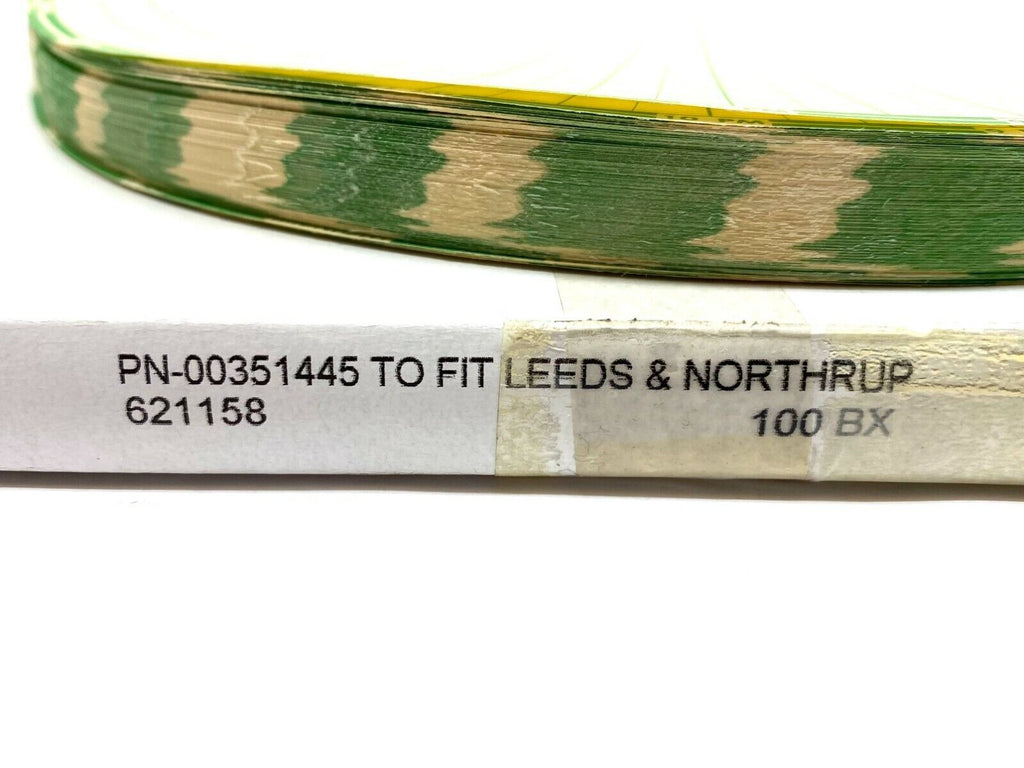 PN-00351445 TO FIT LEEDS & NORTHRUP
621158 100 BX